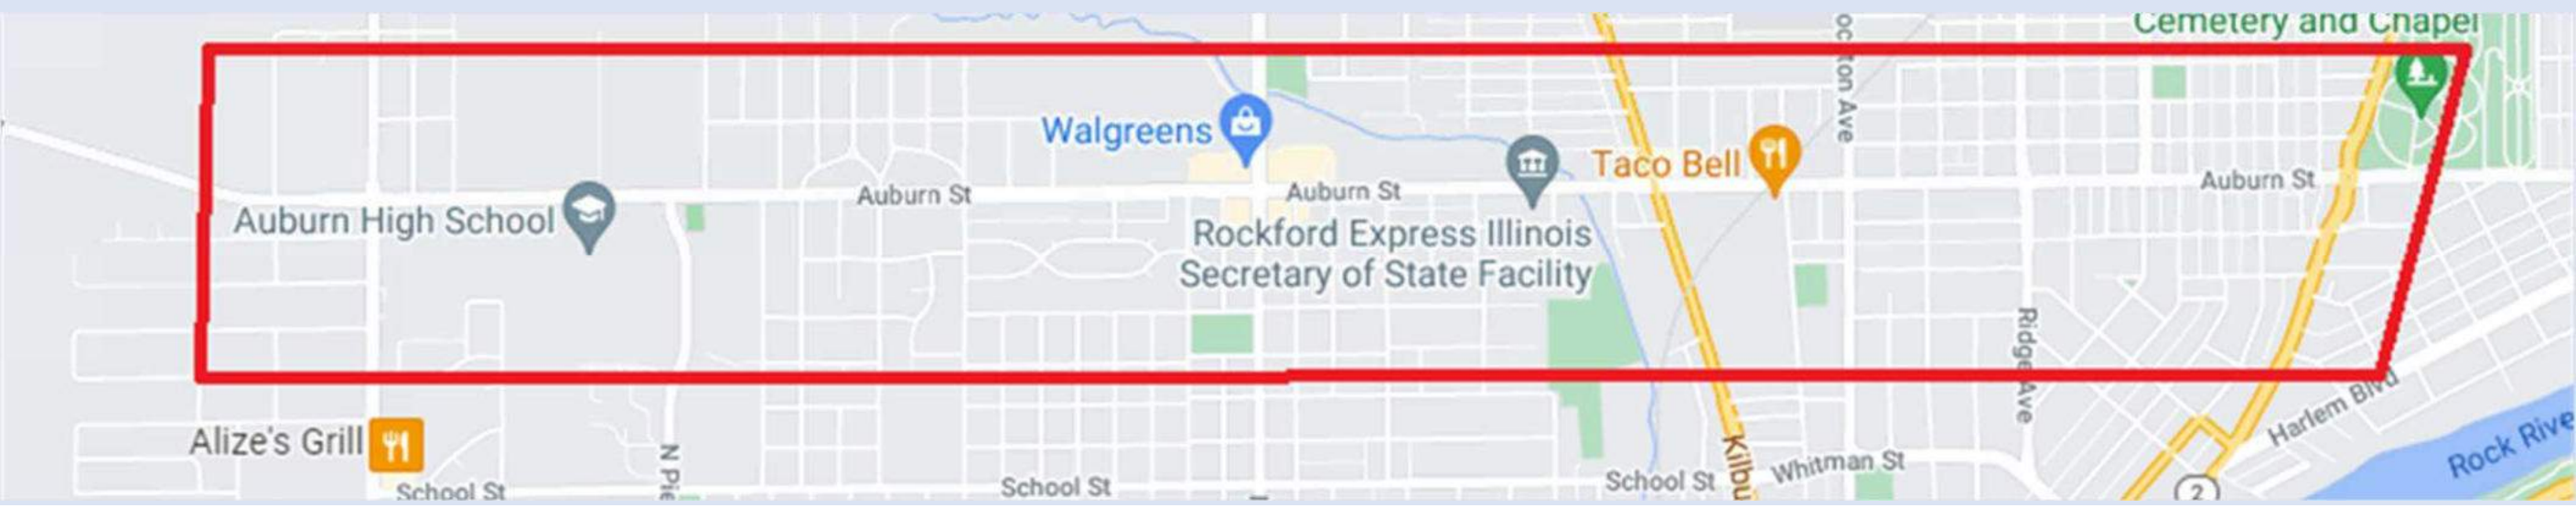 Cemetery and Chapel
Walgreens
Taco Bell
Auburn St
Auburn St
Auburn St
Auburn High School
Rockford Express Illinois
Secretary of State Facility
Ridge Ave
Harlem Blvd
Alize's Grill
N Pie
Kilbu
Whitman St
Rock Rive
School St
School St
School St
2